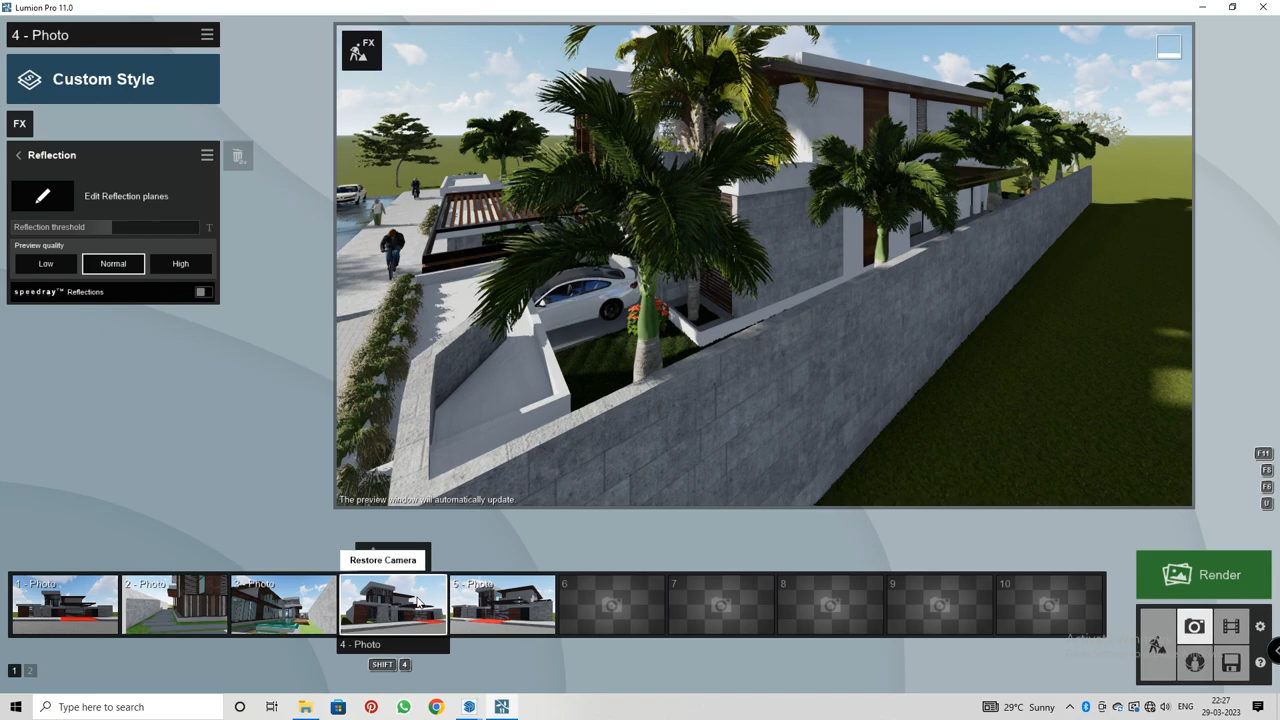 Lumion Pro 11.0
4 - Photo
Custom Style
FX
Reflection
Edit Reflection planes
Reflection threshold
T
Preview quality
Low Normal High
speedray™ Reflections
FX
The preview window will automatically update.
F11
F8
F6
U
Restore Camera
1 - Photo 2 - Photo 3 - Photo 5 - Photo 6 7 8 9 10
4 - Photo
SHIFT 4
1 2
Render
Type here to search
29°C Sunny
ENG
22:27
29-03-2023